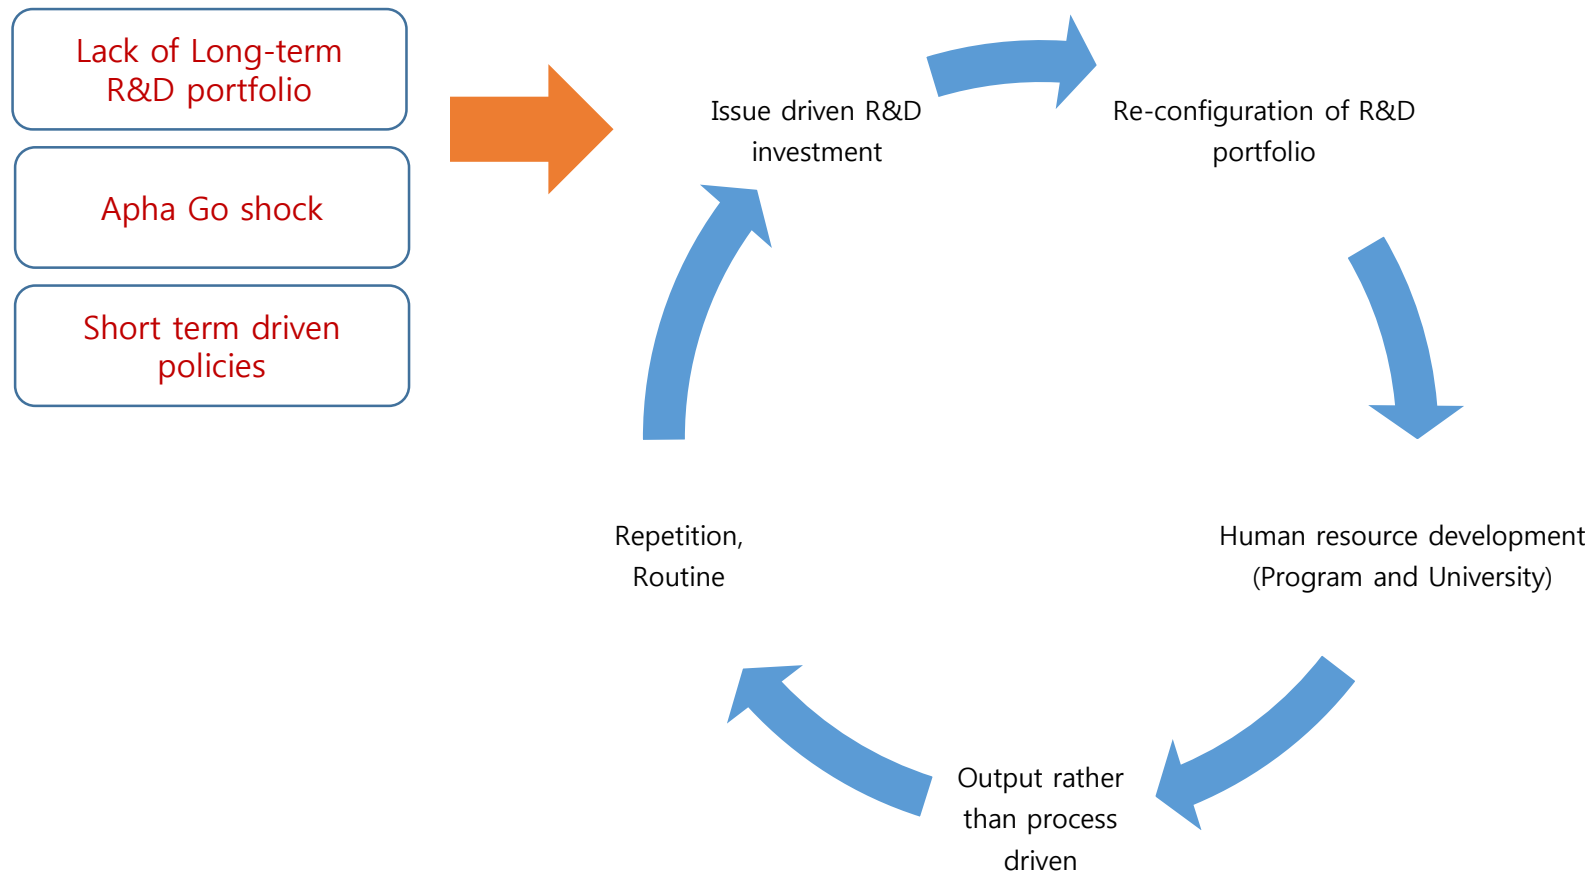 Lack of Long-term
R&D portfolio
Apha Go shock
Short term driven
policies
Issue driven R&D
investment
Re-configuration of R&D
portfolio
Human resource development
(Program and University)
Output rather
than process
driven
Repetition,
Routine